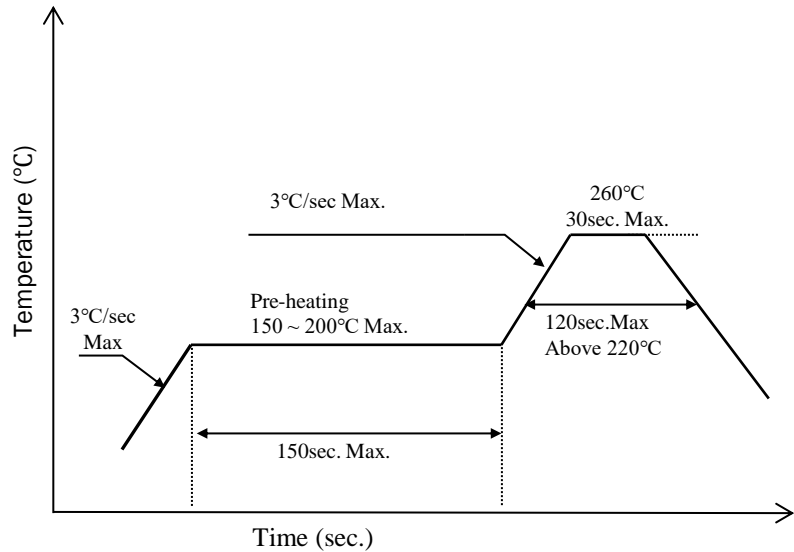 Temperature (°C)
3°C/sec Max.
260°C
30sec. Max.
Pre-heating
150 ~ 200°C Max.
3°C/sec
Max
120sec.Max
Above 220°C
150sec. Max.
Time (sec.)